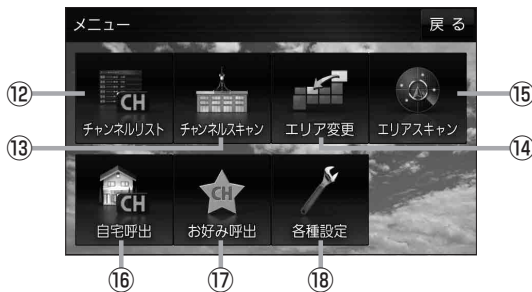 メニュー
戻る
⑫
CH
チャンネルリスト
チャンネルスキャン
エリア変更
エリアスキャン
⑮
⑬
⑭
CH
自宅呼出
CH
お好み呼出
各種設定
⑯
⑰
⑱